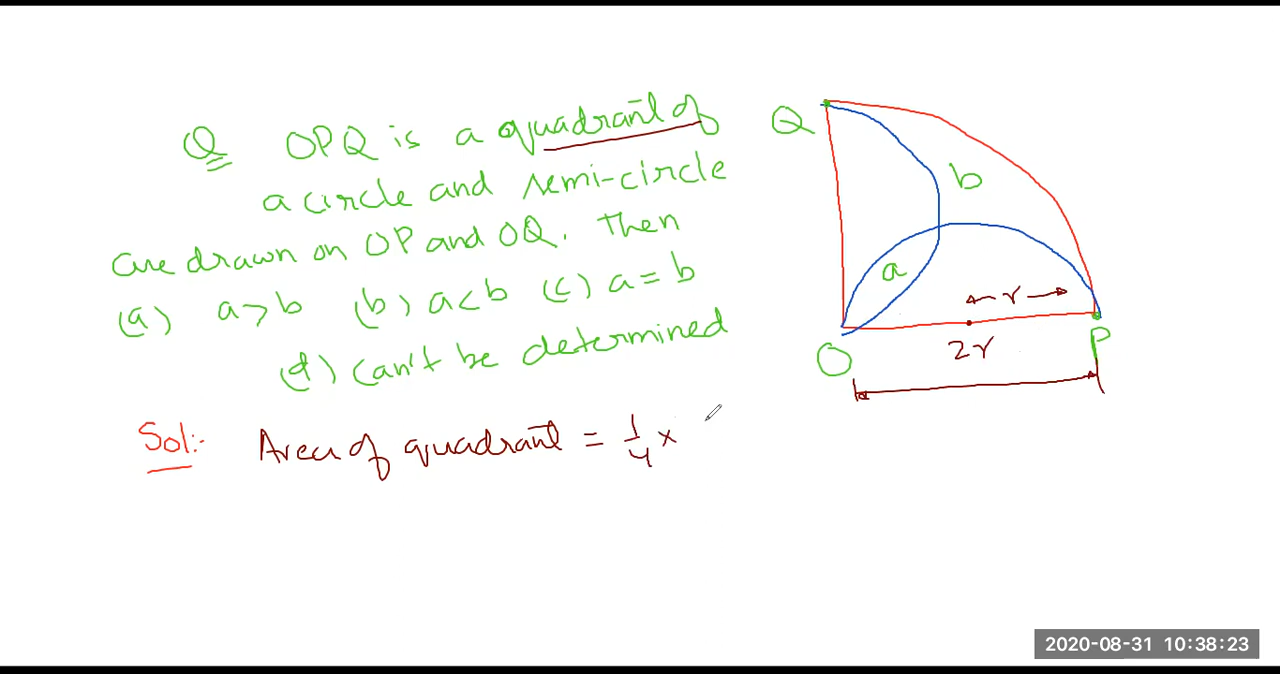 Q OPQ is a quadrant of
a circle and semi-circle
are drawn on OP and OQ. Then
(a) a>b (b) a<b (c) a=b
(d) can't be determined
Sol:- Area of quadrant = 1/4 ×
Q
b
a
r
O
2r
P
2020-08-31 10:38:23